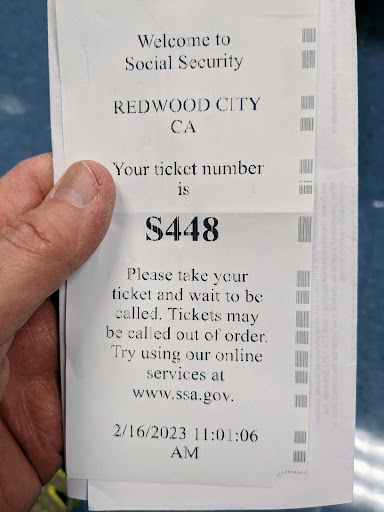 Welcome to
Social Security
REDWOOD CITY
CA
Your ticket number
is
S448
Please take your
ticket and wait to be
called. Tickets may
be called out of order.
Try using our online
services at
www.ssa.gov.
2/16/2023 11:01:06
AM